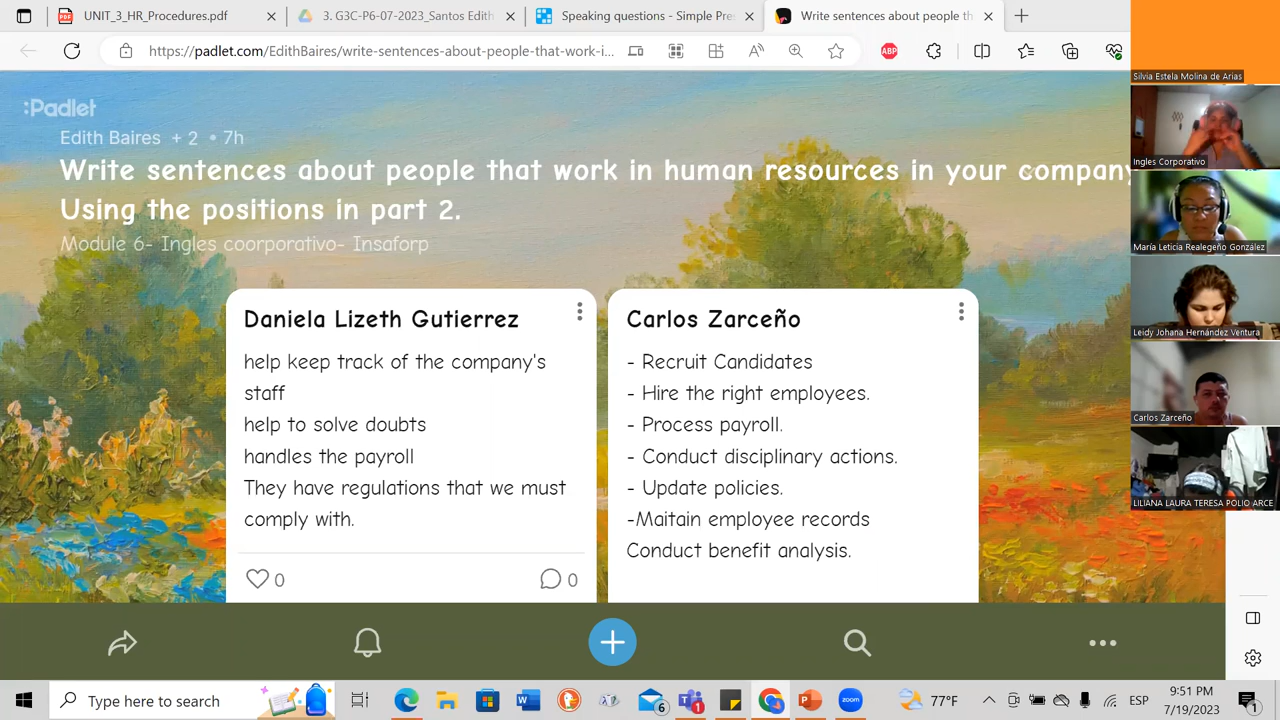 UNIT_3_HR_Procedures.pdf
3. G3C-P6-07-2023_Santos Edith
Speaking questions - Simple Pres
Write sentences about people th
https://padlet.com/EdithBaires/write-sentences-about-people-that-work-i...
ABP
:Padlet
Edith Baires + 2 • 7h
Write sentences about people that work in human resources in your company
Using the positions in part 2.
Module 6- Ingles coorporativo- Insaforp
Daniela Lizeth Gutierrez
help keep track of the company's
staff
help to solve doubts
handles the payroll
They have regulations that we must
comply with.
0
0
Carlos Zarceño
- Recruit Candidates
- Hire the right employees.
- Process payroll.
- Conduct disciplinary actions.
- Update policies.
-Maitain employee records
Conduct benefit analysis.
Silvia Estela Molina de Arias
Ingles Corporativo
María Leticia Realegeño González
Leidy Johana Hernández Ventura
Carlos Zarceño
LILIANA LAURA TERESA POLIO ARCE
Type here to search
6
1
zoom
77°F
ESP
9:51 PM
7/19/2023
1